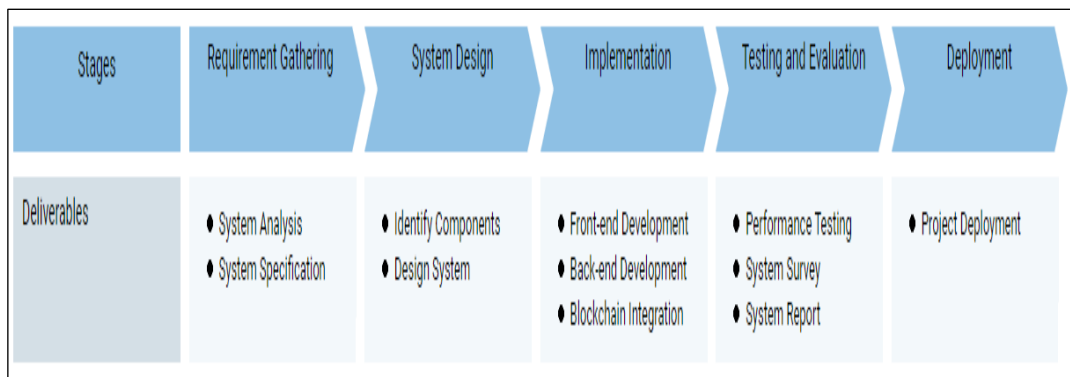 Stages
Requirement Gathering
System Design
Implementation
Testing and Evaluation
Deployment
Deliverables
● System Analysis
● System Specification
● Identify Components
● Design System
● Front-end Development
● Back-end Development
● Blockchain Integration
● Performance Testing
● System Survey
● System Report
● Project Deployment